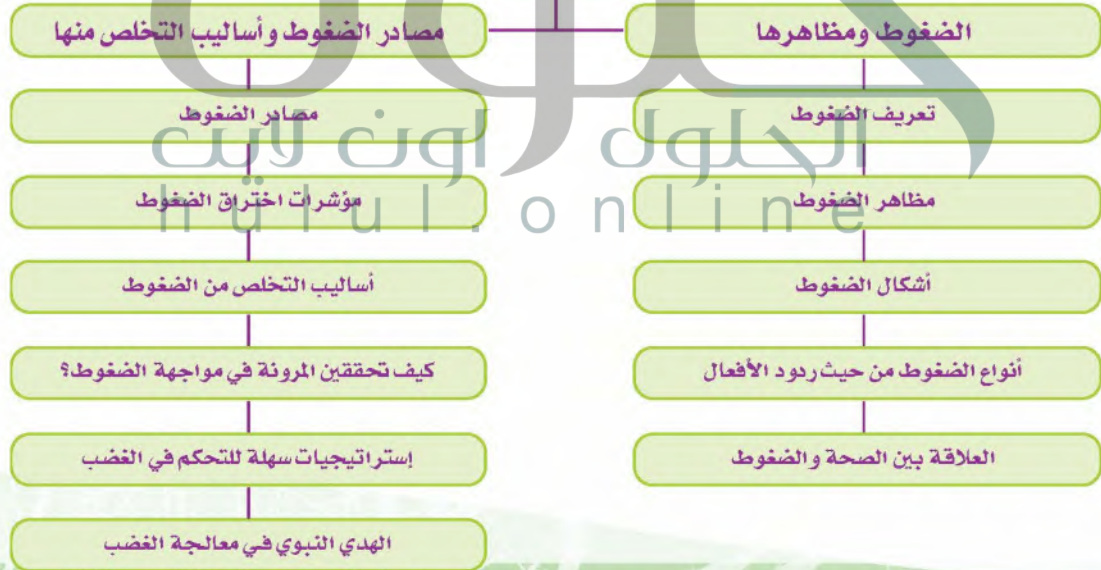 الضغوط ومظاهرها
تعريف الضغوط
مظاهر الضغوط
أشكال الضغوط
أنواع الضغوط من حيث ردود الأفعال
العلاقة بين الصحة والضغوط
مصادر الضغوط وأساليب التخلص منها
مصادر الضغوط
مؤشرات اختراق الضغوط
أساليب التخلص من الضغوط
كيف تحققين المرونة في مواجهة الضغوط؟
إستراتيجيات سهلة للتحكم في الغضب
الهدي النبوي في معالجة الغضب
الحلول اون لاين
hulul.online